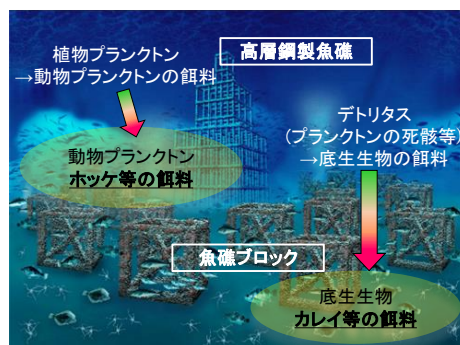 植物プランクトン
→動物プランクトンの餌料
高層鋼製魚礁
デトリタス
(プランクトンの死骸等)
→底生生物の餌料
動物プランクトン
ホッケ等の餌料
魚礁ブロック
底生生物
カレイ等の餌料